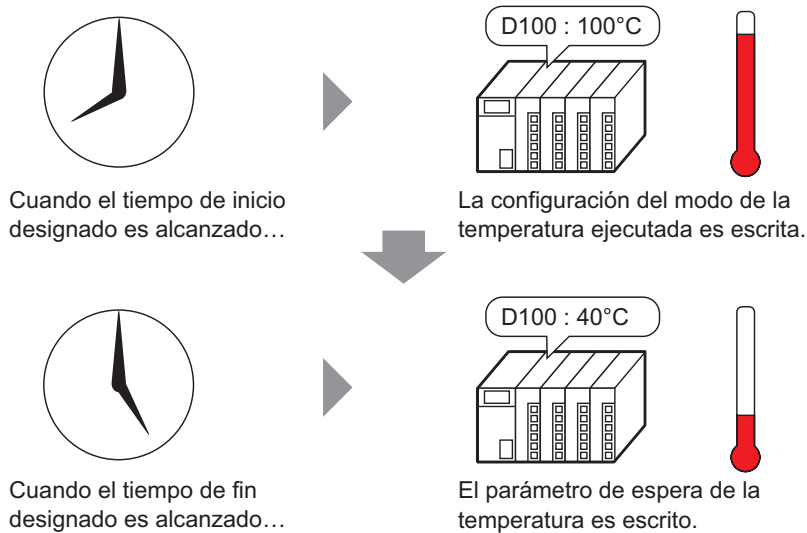 D100 : 100°C
Cuando el tiempo de inicio
designado es alcanzado…
La configuración del modo de la
temperatura ejecutada es escrita.
D100 : 40°C
Cuando el tiempo de fin
designado es alcanzado…
El parámetro de espera de la
temperatura es escrito.